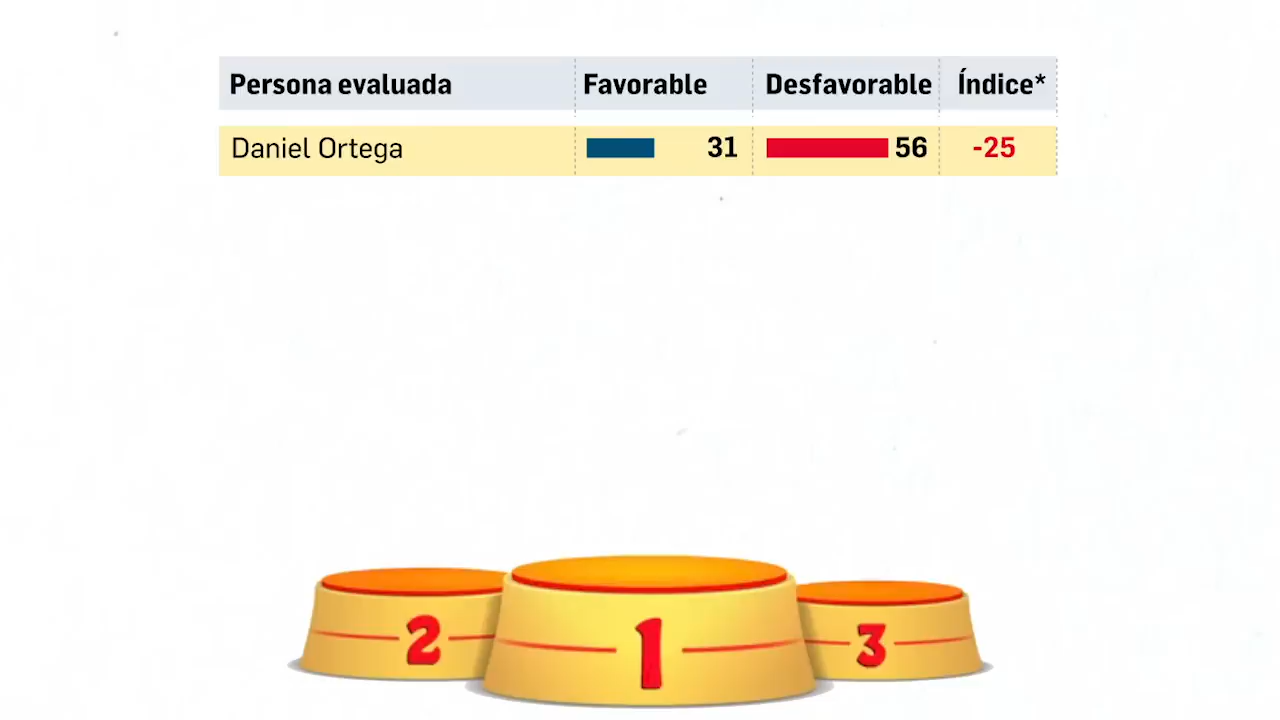 Persona evaluada Favorable Desfavorable Índice*
Daniel Ortega 31 56 -25
2 1 3